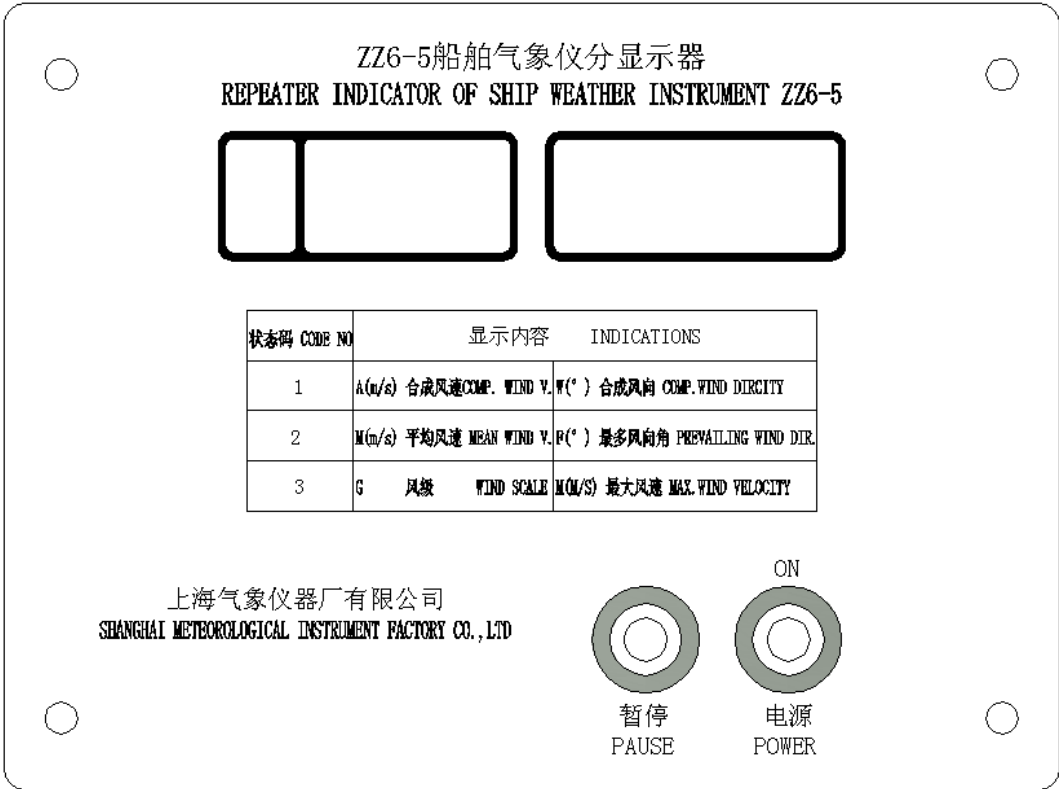 ZZ6-5船舶气象仪分显示器
REPEATER INDICATOR OF SHIP WEATHER INSTRUMENT ZZ6-5
状态码 CODE NO 显示内容 INDICATIONS
1 A(m/s) 合成风速COMP. WIND V. W(°) 合成风向 COMP.WIND DIRCITY
2 M(m/s) 平均风速 MEAN WIND V. F(°) 最多风向角 PREVAILING WIND DIR.
3 G 风级 WIND SCALE M(M/S) 最大风速 MAX.WIND VELOCITY
ON
上海气象仪器厂有限公司
SHANGHAI METEOROLOGICAL INSTRUMENT FACTORY CO.,LTD
暂停 电源
PAUSE POWER